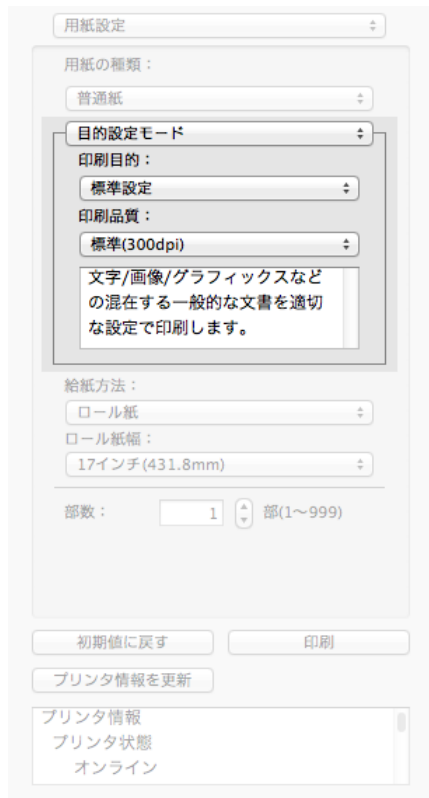 用紙設定
用紙の種類：
普通紙
目的設定モード
印刷目的：
標準設定
印刷品質：
標準(300dpi)
文字/画像/グラフィックスなど
の混在する一般的な文書を適切
な設定で印刷します。
給紙方法：
ロール紙
ロール紙幅：
17インチ(431.8mm)
部数： 1 部(1〜999)
初期値に戻す 印刷
プリンタ情報を更新
プリンタ情報
プリンタ状態
オンライン